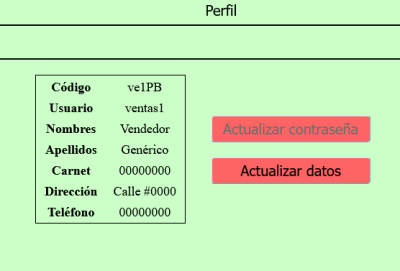 Perfil
Código ve1PB
Usuario ventas1
Nombres Vendedor
Apellidos Genérico
Carnet 00000000
Dirección Calle #0000
Teléfono 00000000
Actualizar contraseña
Actualizar datos